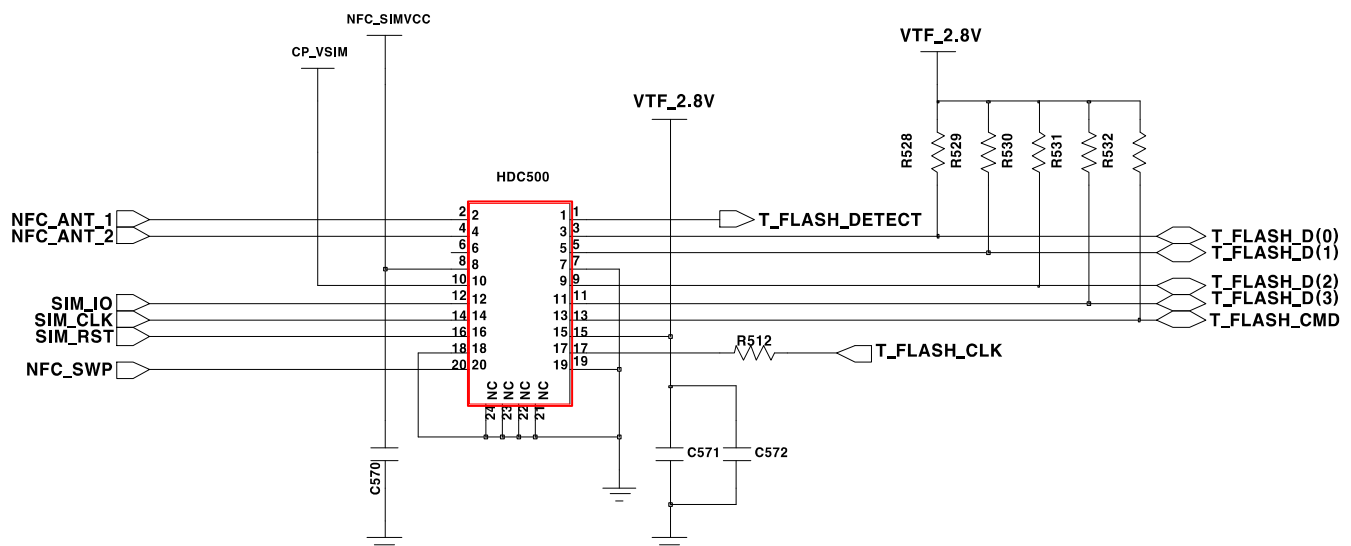 NFC_SIMVCC
CP_VSIM
VTF_2.8V
VTF_2.8V
R528
R529
R530
R531
R532
HDC500
NFC_ANT_1
2 2 1 1
T_FLASH_DETECT
NFC_ANT_2
4 4 3 3
T_FLASH_D(0)
6 6 5 5
T_FLASH_D(1)
8 8 7 7
10 10 9 9
T_FLASH_D(2)
SIM_IO
12 12 11 11
T_FLASH_D(3)
SIM_CLK
14 14 13 13
T_FLASH_CMD
SIM_RST
16 16 15 15
18 18 17 17
R512
T_FLASH_CLK
NFC_SWP
20 20 19 19
NC NC NC NC
24 23 22 21
C570
C571
C572